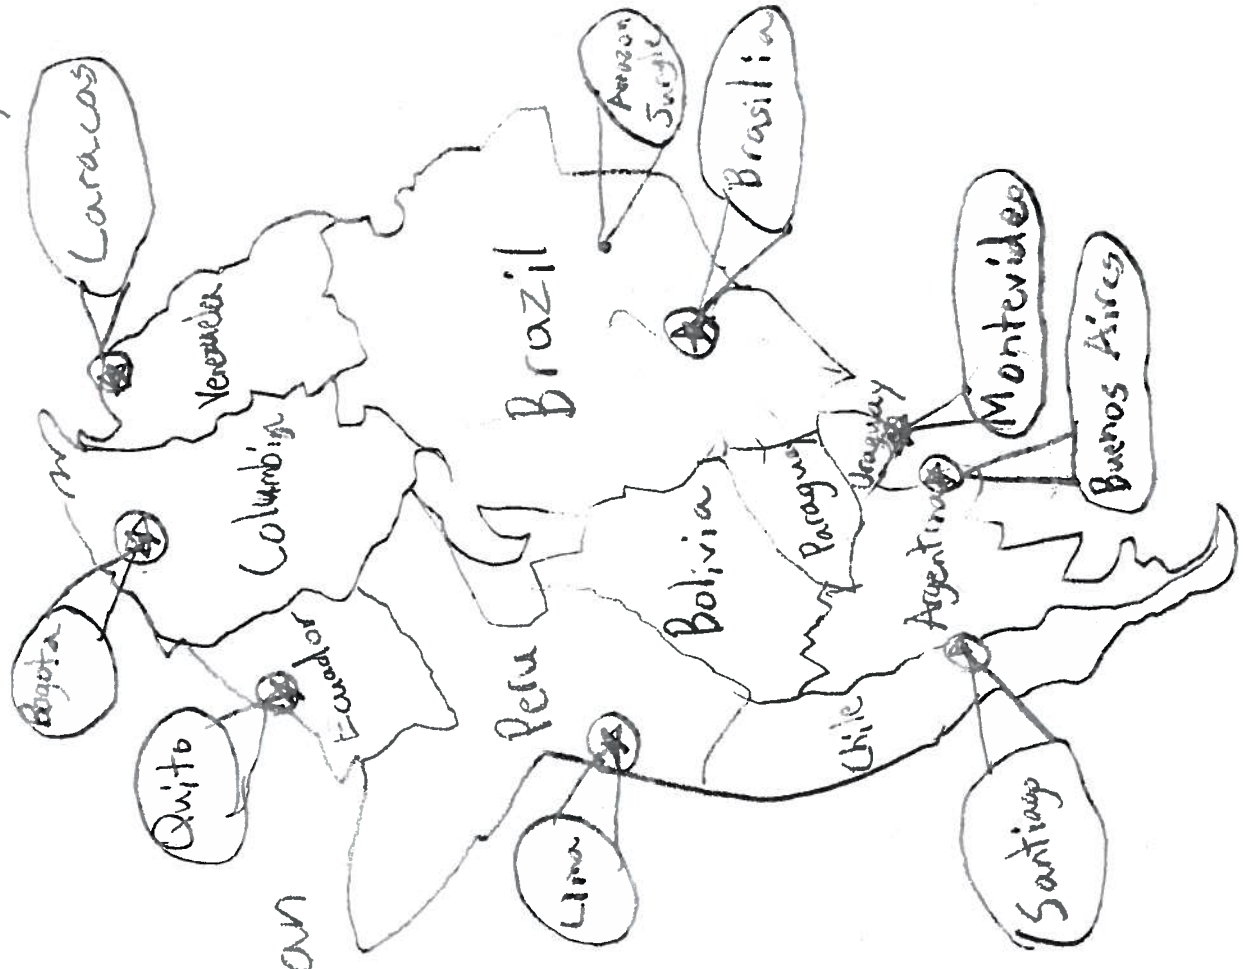 Caracas
Amazon
Jungle
Brasilia
Venezuela
Brazil
Montevideo
Columbia
Buenos Aires
Uruguay
Paraguay
Bogota
Bolivia
Argentina
Ecuador
Peru
Quito
Chile
Lima
Santiago
an